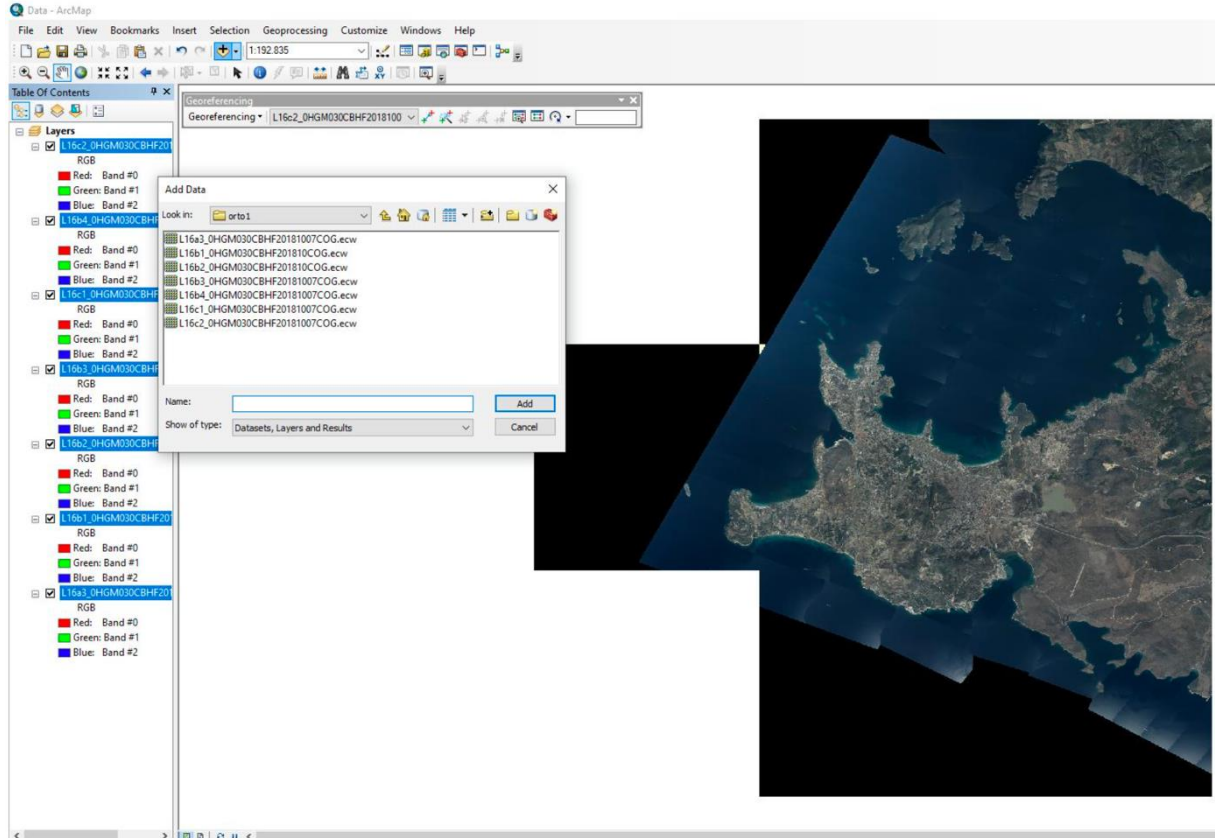 Data - ArcMap
File Edit View Bookmarks Insert Selection Geoprocessing Customize Windows Help
1:192.835
Table Of Contents
Georeferencing
Georeferencing L16c2_0HGM030CBHF2018100
Layers
L16c2_0HGM030CBHF201
RGB
Red: Band #0
Green: Band #1
Blue: Band #2
L16b4_0HGM030CBHF
RGB
Red: Band #0
Green: Band #1
Blue: Band #2
L16c1_0HGM030CBHF
RGB
Red: Band #0
Green: Band #1
Blue: Band #2
L16b3_0HGM030CBHF
RGB
Red: Band #0
Green: Band #1
Blue: Band #2
L16b2_0HGM030CBHF
RGB
Red: Band #0
Green: Band #1
Blue: Band #2
L16b1_0HGM030CBHF20
RGB
Red: Band #0
Green: Band #1
Blue: Band #2
L16a3_0HGM030CBHF201
RGB
Red: Band #0
Green: Band #1
Blue: Band #2
Add Data
Look in: orto1
L16a3_0HGM030CBHF20181007COG.ecw
L16b1_0HGM030CBHF201810COG.ecw
L16b2_0HGM030CBHF201810COG.ecw
L16b3_0HGM030CBHF20181007COG.ecw
L16b4_0HGM030CBHF20181007COG.ecw
L16c1_0HGM030CBHF20181007COG.ecw
L16c2_0HGM030CBHF20181007COG.ecw
Name: Add
Show of type: Datasets, Layers and Results Cancel